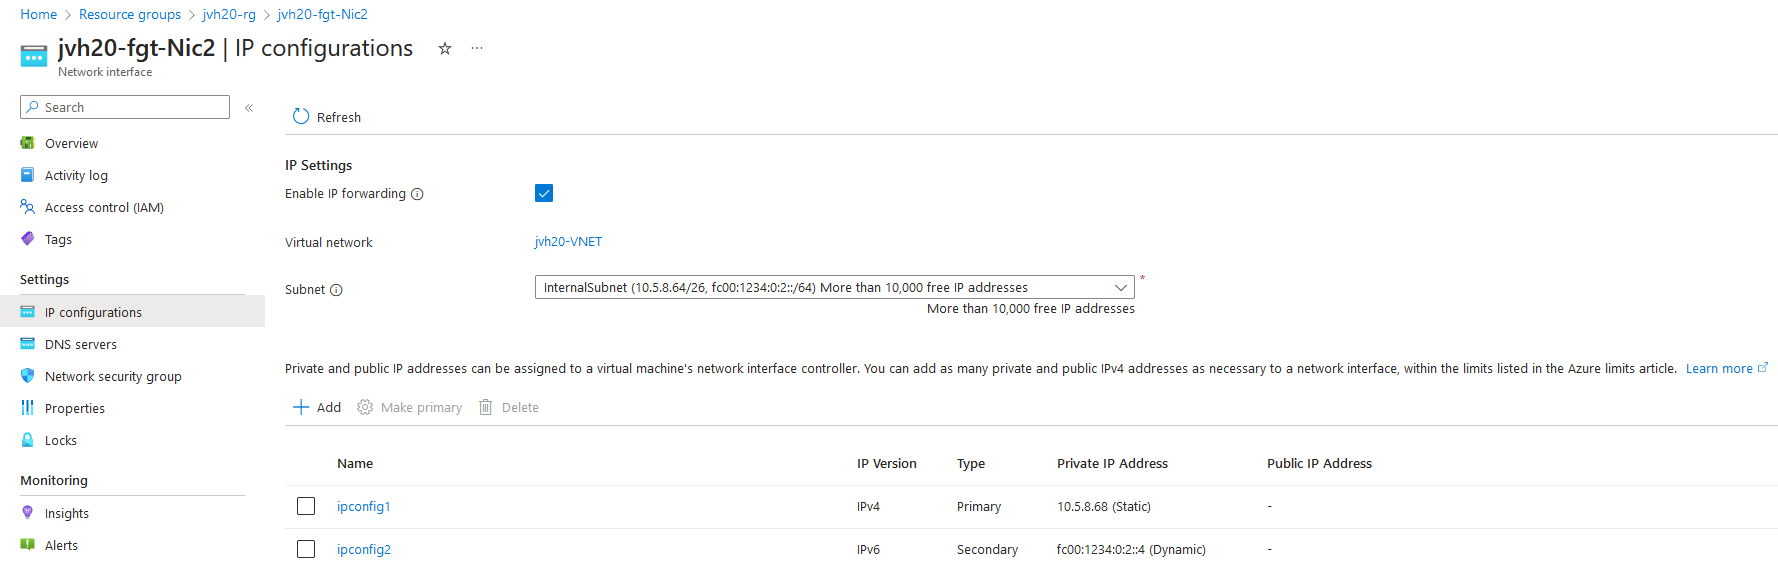 Home > Resource groups > jvh20-rg > jvh20-fgt-Nic2
jvh20-fgt-Nic2 | IP configurations
Network interface
Search
Refresh
Overview
Activity log
Access control (IAM)
Tags
Settings
IP configurations
DNS servers
Network security group
Properties
Locks
Monitoring
Insights
Alerts
IP Settings
Enable IP forwarding
Virtual network jvh20-VNET
Subnet InternalSubnet (10.5.8.64/26, fc00:1234:0:2::/64) More than 10,000 free IP addresses *
More than 10,000 free IP addresses
Private and public IP addresses can be assigned to a virtual machine's network interface controller. You can add as many private and public IPv4 addresses as necessary to a network interface, within the limits listed in the Azure limits article. Learn more
Add Make primary Delete
Name IP Version Type Private IP Address Public IP Address
ipconfig1 IPv4 Primary 10.5.8.68 (Static) -
ipconfig2 IPv6 Secondary fc00:1234:0:2::4 (Dynamic) -